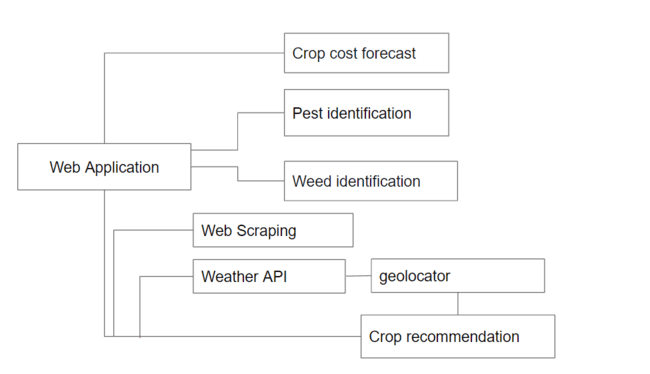 Crop cost forecast
Pest identification
Web Application
Weed identification
Web Scraping
Weather API
geolocator
Crop recommendation